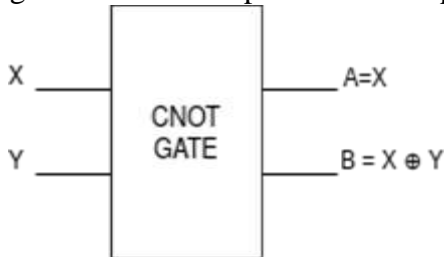 X
A=X
CNOT
GATE
Y
B = X ⊕ Y